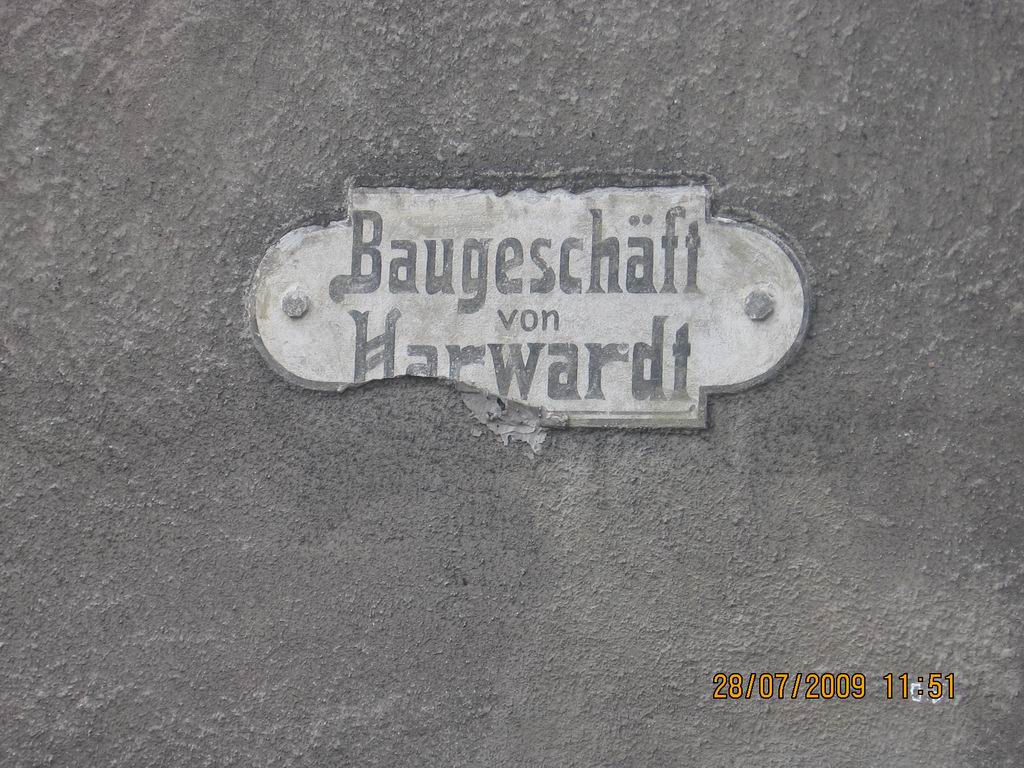 Baugeschäft
von
Harwardt
28/07/2009 11:51